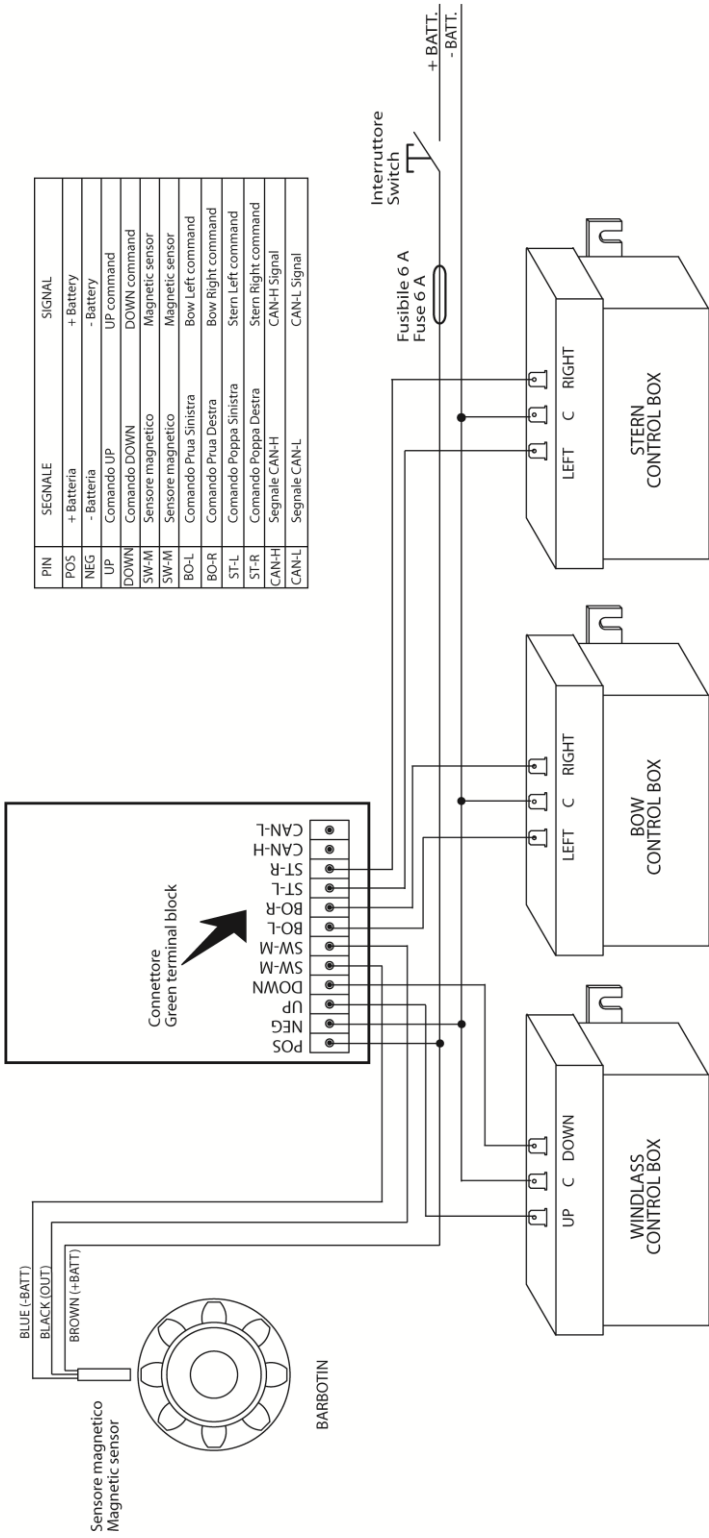 Sensore magnetico
Magnetic sensor
BLUE (-BATT)
BLACK (OUT)
BROWN (+BATT)
BARBOTIN
Connettore
Green terminal block
POS
NEG
UP
DOWN
SW-M
SW-M
BO-L
BO-R
ST-L
ST-R
CAN-H
CAN-L
PIN SEGNALE SIGNAL
POS + Batteria + Battery
NEG - Batteria - Battery
UP Comando UP UP command
DOWN Comando DOWN DOWN command
SW-M Sensore magnetico Magnetic sensor
SW-M Sensore magnetico Magnetic sensor
BO-L Comando Prua Sinistra Bow Left command
BO-R Comando Prua Destra Bow Right command
ST-L Comando Poppa Sinistra Stern Left command
ST-R Comando Poppa Destra Stern Right command
CAN-H Segnale CAN-H CAN-H Signal
CAN-L Segnale CAN-L CAN-L Signal
Fusibile 6 A
Fuse 6 A
Interruttore
Switch
+ BATT.
- BATT.
UP C DOWN
WINDLASS
CONTROL BOX
LEFT C RIGHT
BOW
CONTROL BOX
LEFT C RIGHT
STERN
CONTROL BOX